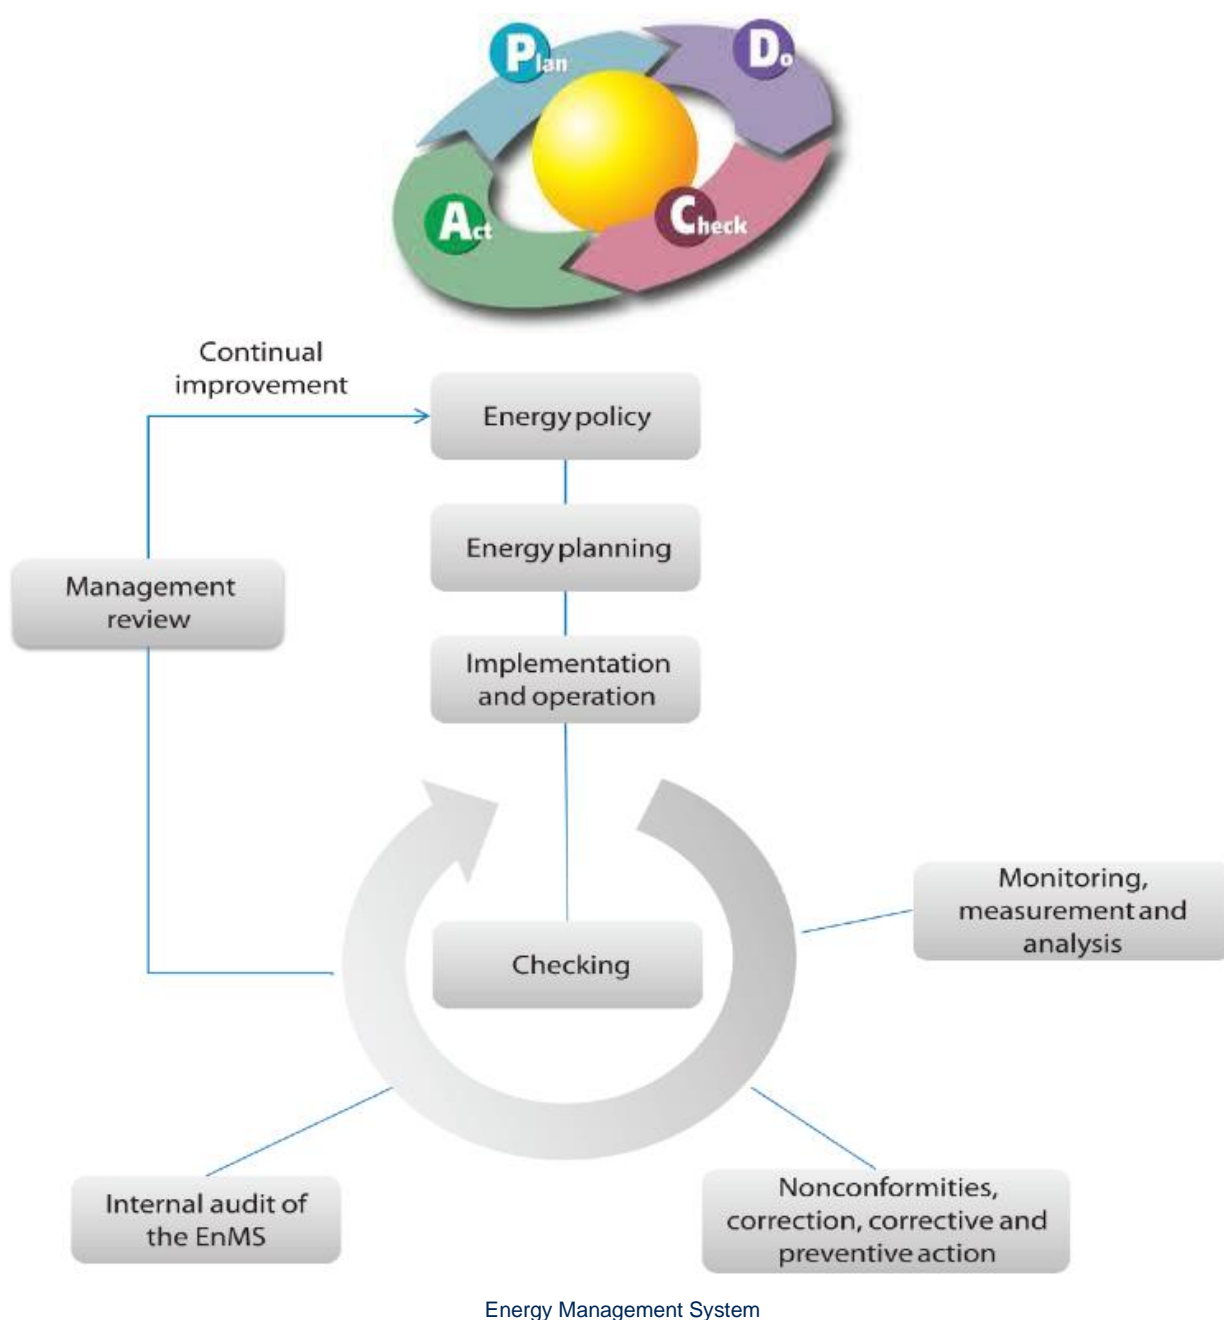 Plan
Do
Act
Check
Continual
improvement
Energy policy
Energy planning
Management
review
Implementation
and operation
Monitoring,
measurement and
analysis
Checking
Internal audit of
the EnMS
Nonconformities,
correction, corrective and
preventive action
Energy Management System